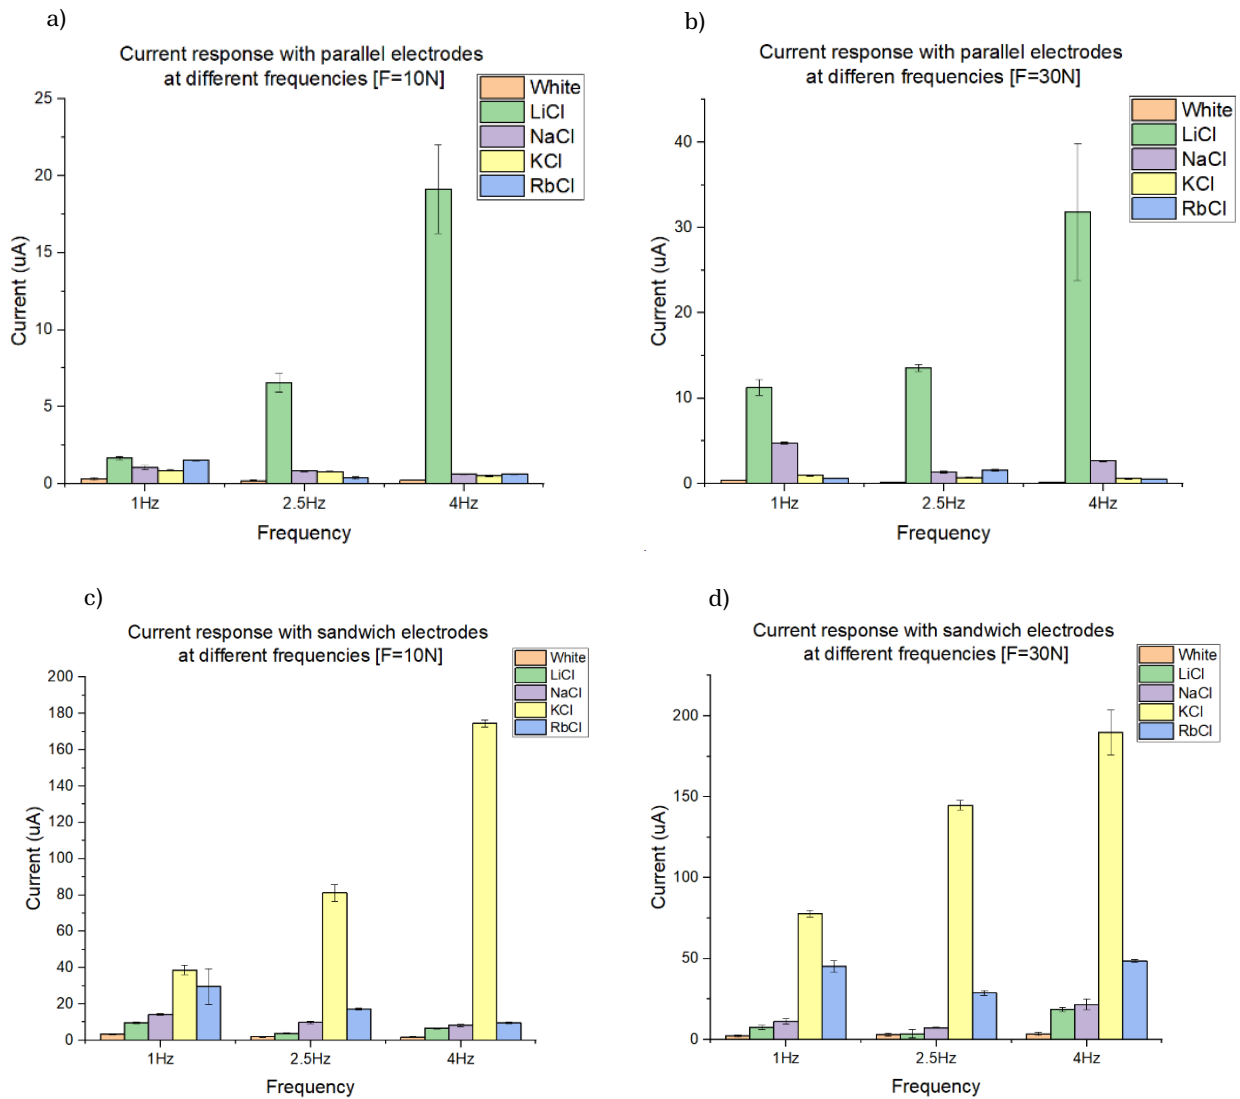 a)
Current response with parallel electrodes
at different frequencies [F=10N]
White
LiCl
NaCl
KCl
RbCl
25
20
15
10
5
0
Current (uA)
1Hz
2.5Hz
4Hz
Frequency
b)
Current response with parallel electrodes
at differen frequencies [F=30N]
White
LiCl
NaCl
KCl
RbCl
40
30
20
10
0
Current (uA)
1Hz
2.5Hz
4Hz
Frequency
c)
Current response with sandwich electrodes
at different frequencies [F=10N]
White
LiCl
NaCl
KCl
RbCl
200
180
160
140
120
100
80
60
40
20
0
Current (uA)
1Hz
2.5Hz
4Hz
Frequency
d)
Current response with sandwich electrodes
at different frequencies [F=30N]
White
LiCl
NaCl
KCl
RbCl
200
150
100
50
0
Current (uA)
1Hz
2.5Hz
4Hz
Frequency